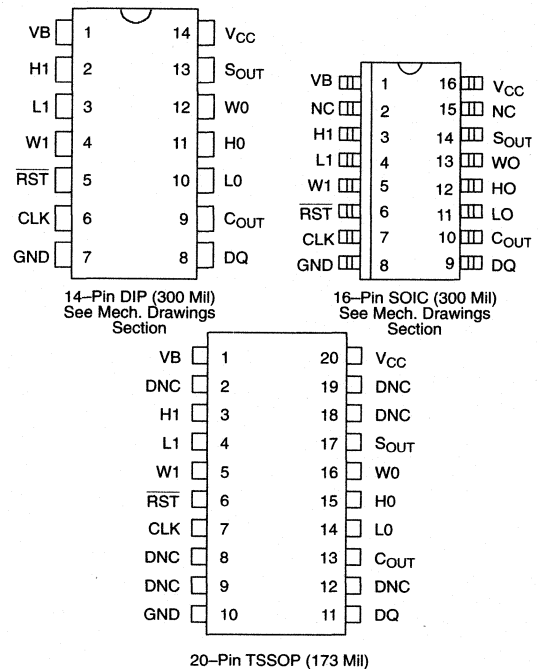 VB 1 14 VCC
H1 2 13 SOUT
L1 3 12 W0
W1 4 11 H0
RST 5 10 L0
CLK 6 9 COUT
GND 7 8 DQ
14–Pin DIP (300 Mil)
See Mech. Drawings
Section
VB 1 16 VCC
NC 2 15 NC
H1 3 14 SOUT
L1 4 13 WO
W1 5 12 HO
RST 6 11 LO
CLK 7 10 COUT
GND 8 9 DQ
16–Pin SOIC (300 Mil)
See Mech. Drawings
Section
VB 1 20 VCC
DNC 2 19 DNC
H1 3 18 DNC
L1 4 17 SOUT
W1 5 16 W0
RST 6 15 H0
CLK 7 14 L0
DNC 8 13 COUT
DNC 9 12 DNC
GND 10 11 DQ
20–Pin TSSOP (173 Mil)